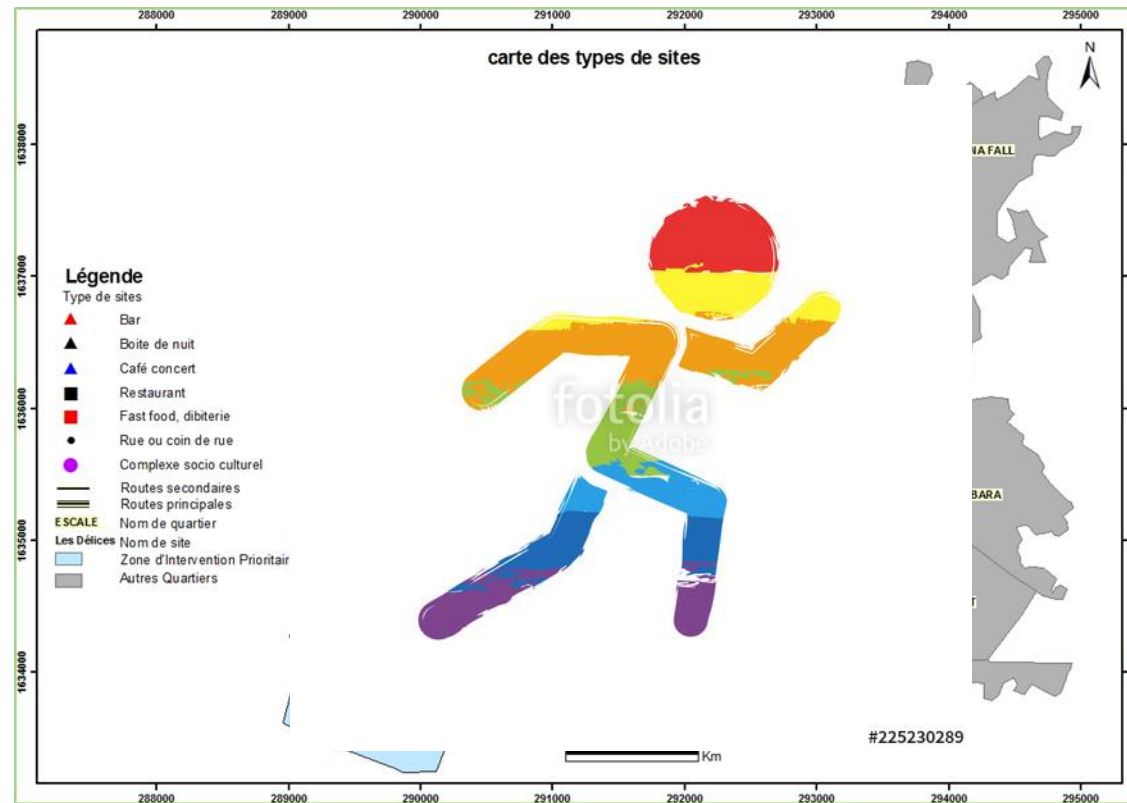 288000 289000 290000 291000 292000 293000 294000 295000
carte des types de sites
N
1638000
1637000
1636000
1635000
1634000
NA FALL
Légende
Type de sites
Bar
Boite de nuit
Café concert
Restaurant
Fast food, dibiterie
Rue ou coin de rue
Complexe socio culturel
Routes secondaires
Routes principales
ESCALE Nom de quartier
Les Délices Nom de site
Zone d'Intervention Prioritair
Autres Quartiers
fotolia
by Adobe
BARA
T
#225230289
Km
288000 289000 290000 291000 292000 293000 294000 295000